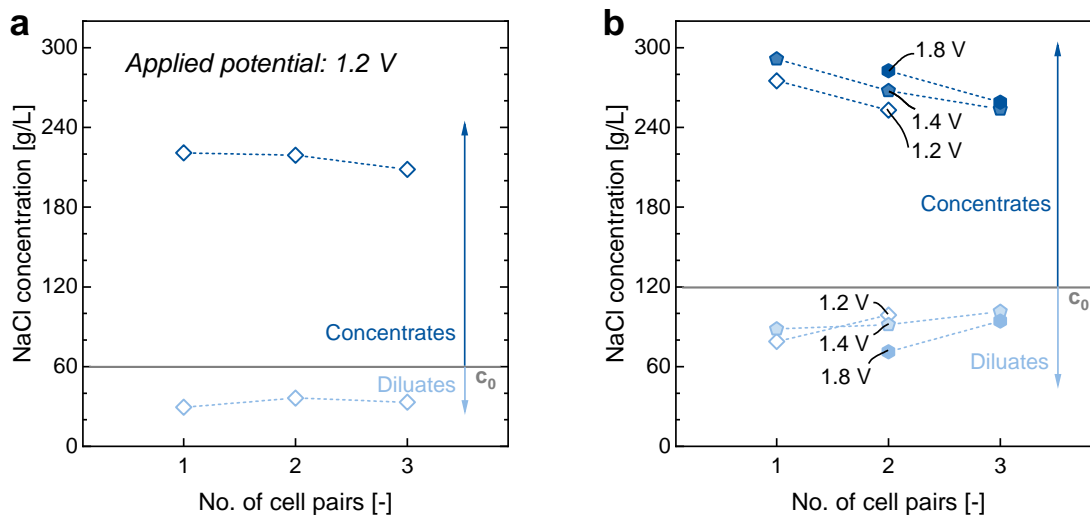 a
Applied potential: 1.2 V
NaCl concentration [g/L]
300
240
180
120
60
0
Concentrates
Diluates
c0
1
2
3
No. of cell pairs [-]
b
NaCl concentration [g/L]
300
240
180
120
60
0
1.8 V
1.4 V
1.2 V
Concentrates
c0
1.2 V
1.4 V
1.8 V
Diluates
1
2
3
No. of cell pairs [-]